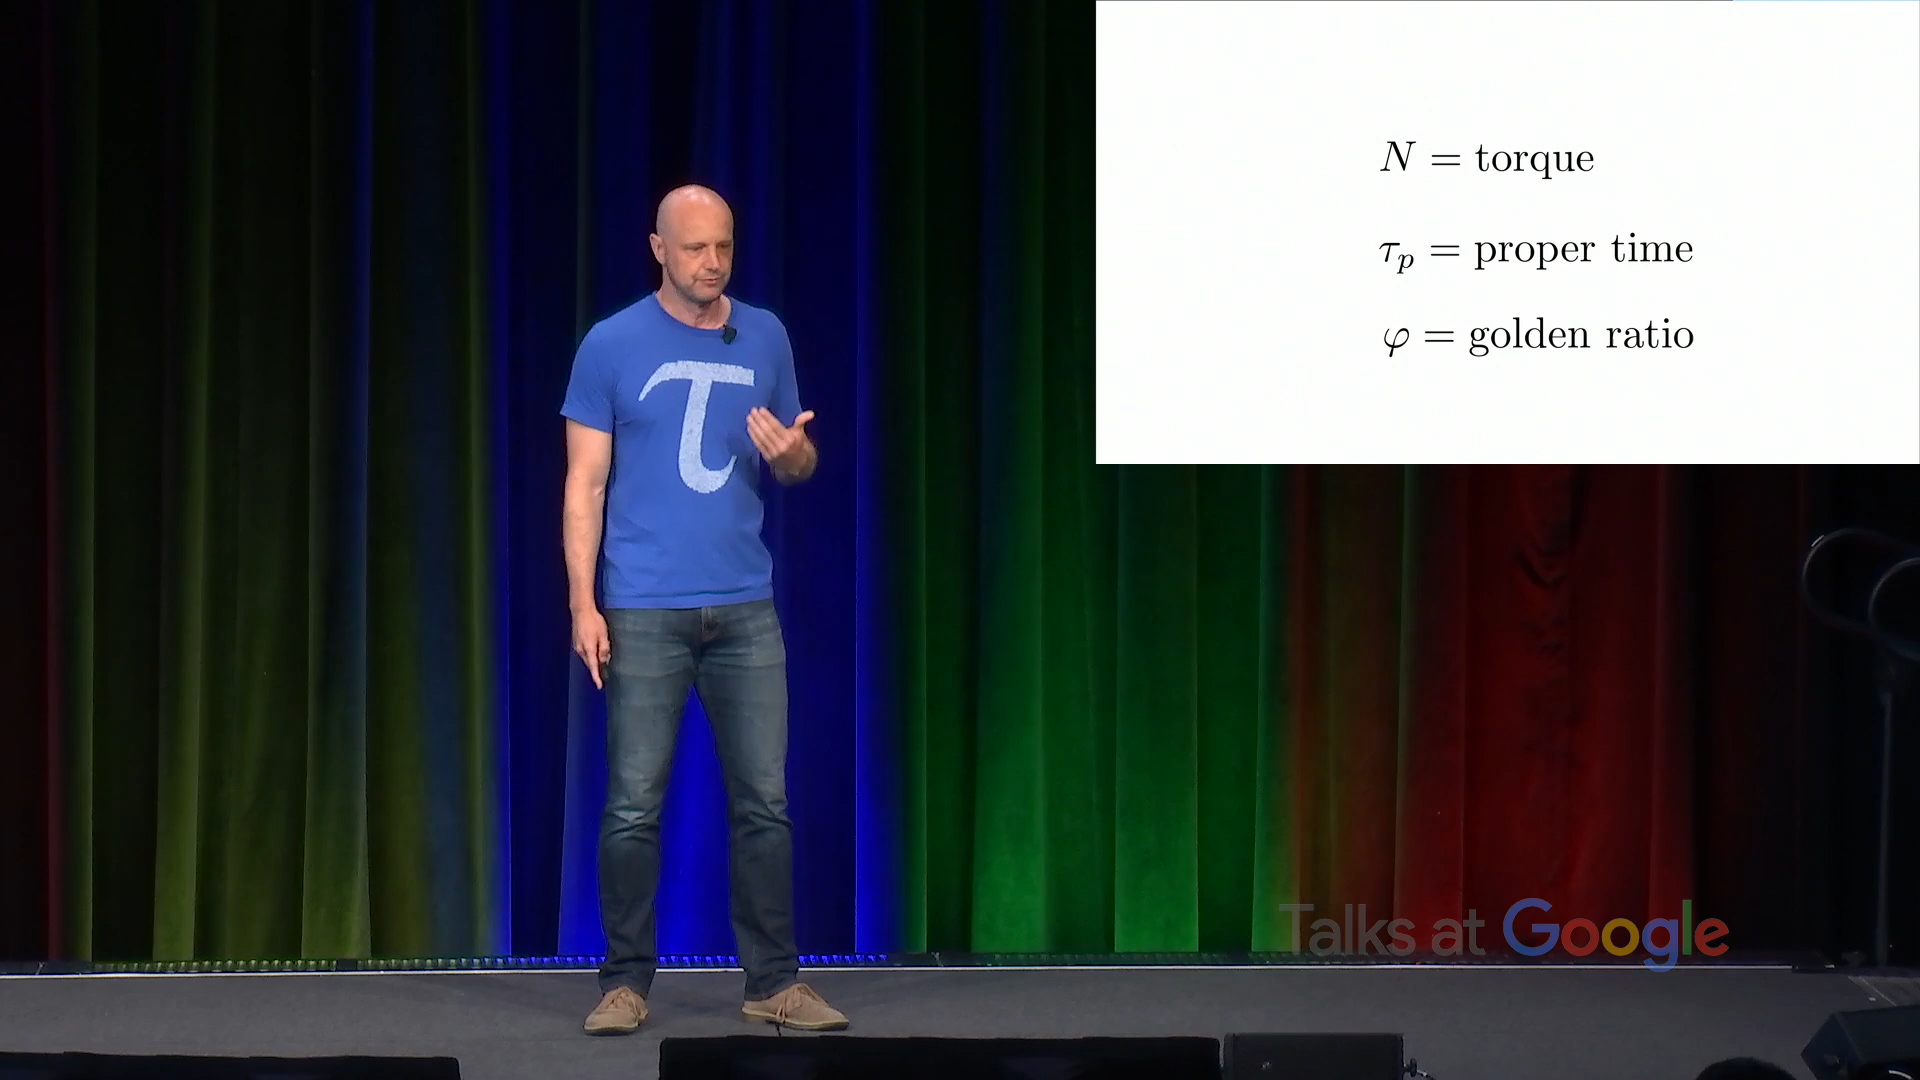 τ
N = torque
τₚ = proper time
φ = golden ratio
Talks at Google